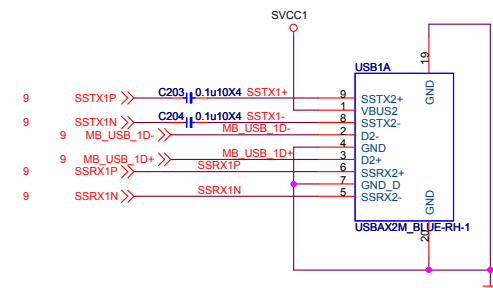 SVCC1
USB1A
19
GND
9 SSTX1P C203 0.1u10X4 SSTX1+ 9 SSTX2+
1 VBUS2
9 SSTX1N C204 0.1u10X4 SSTX1- 8 SSTX2-
9 MB_USB_1D- MB_USB_1D- 2 D2-
4 GND
9 MB_USB_1D+ MB_USB_1D+ 3 D2+
9 SSRX1P SSRX1P 6 SSRX2+
7 GND_D
9 SSRX1N SSRX1N 5 SSRX2-
GND
USBAX2M_BLUE-RH-1
20